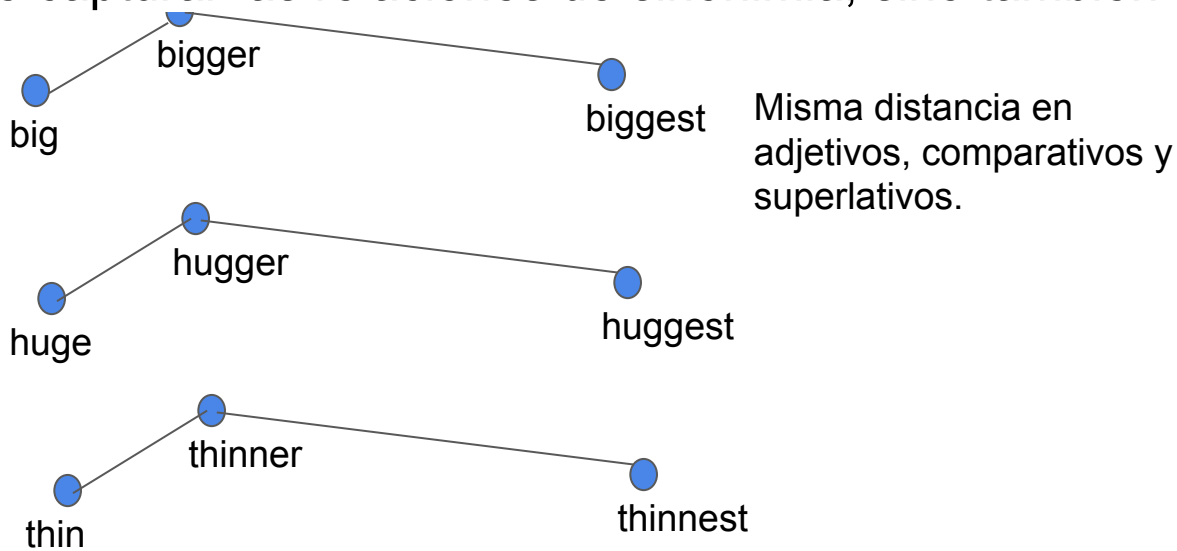 bigger
big
biggest
Misma distancia en
adjetivos, comparativos y
superlativos.
hugger
huge
huggest
thinner
thin
thinnest